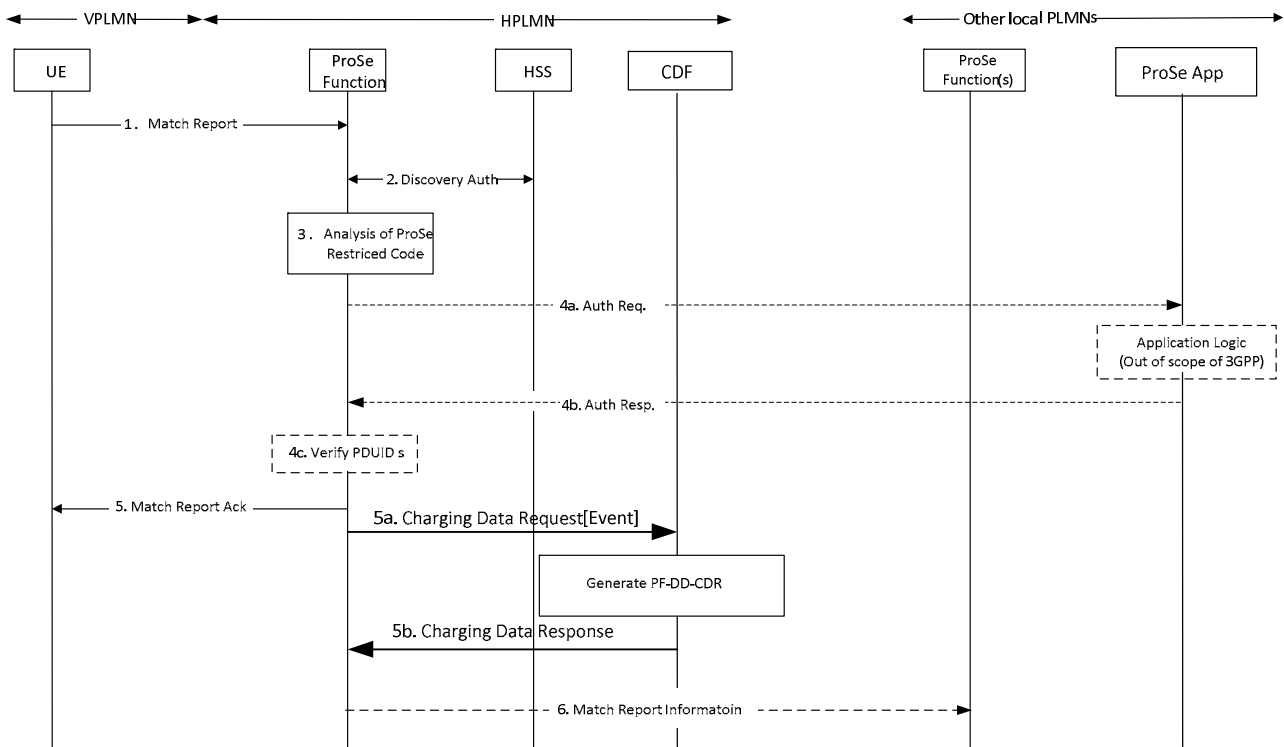 VPLMN
HPLMN
Other local PLMNs
UE
ProSe
Function
HSS
CDF
ProSe
Function(s)
ProSe App
1. Match Report
2. Discovery Auth
3. Analysis of ProSe
Restriced Code
4a. Auth Req.
Application Logic
(Out of scope of 3GPP)
4b. Auth Resp.
4c. Verify PDUID s
5. Match Report Ack
5a. Charging Data Request[Event]
Generate PF-DD-CDR
5b. Charging Data Response
6. Match Report Informatoin